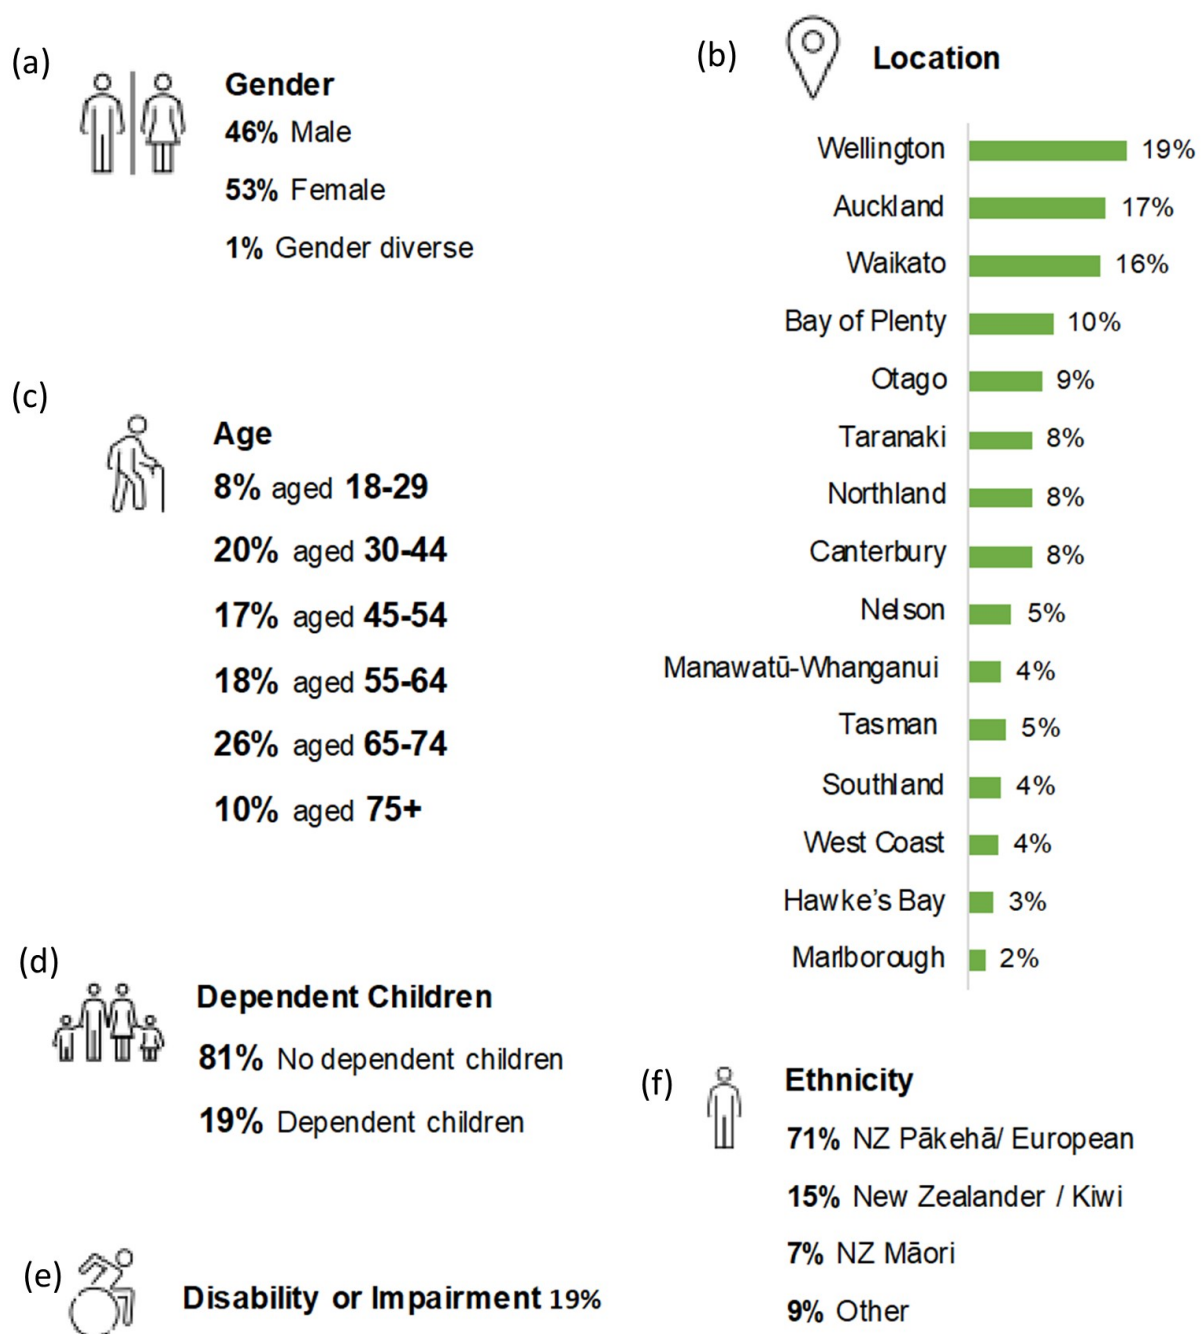 (a)
Gender
46% Male
53% Female
1% Gender diverse
(b)
Location
Wellington 19%
Auckland 17%
Waikato 16%
Bay of Plenty 10%
Otago 9%
Taranaki 8%
Northland 8%
Canterbury 8%
Nelson 5%
Manawatū-Whanganui 4%
Tasman 5%
Southland 4%
West Coast 4%
Hawke's Bay 3%
Marlborough 2%
(c)
Age
8% aged 18-29
20% aged 30-44
17% aged 45-54
18% aged 55-64
26% aged 65-74
10% aged 75+
(d)
Dependent Children
81% No dependent children
19% Dependent children
(e)
Disability or Impairment 19%
(f)
Ethnicity
71% NZ Pākehā/ European
15% New Zealander / Kiwi
7% NZ Māori
9% Other